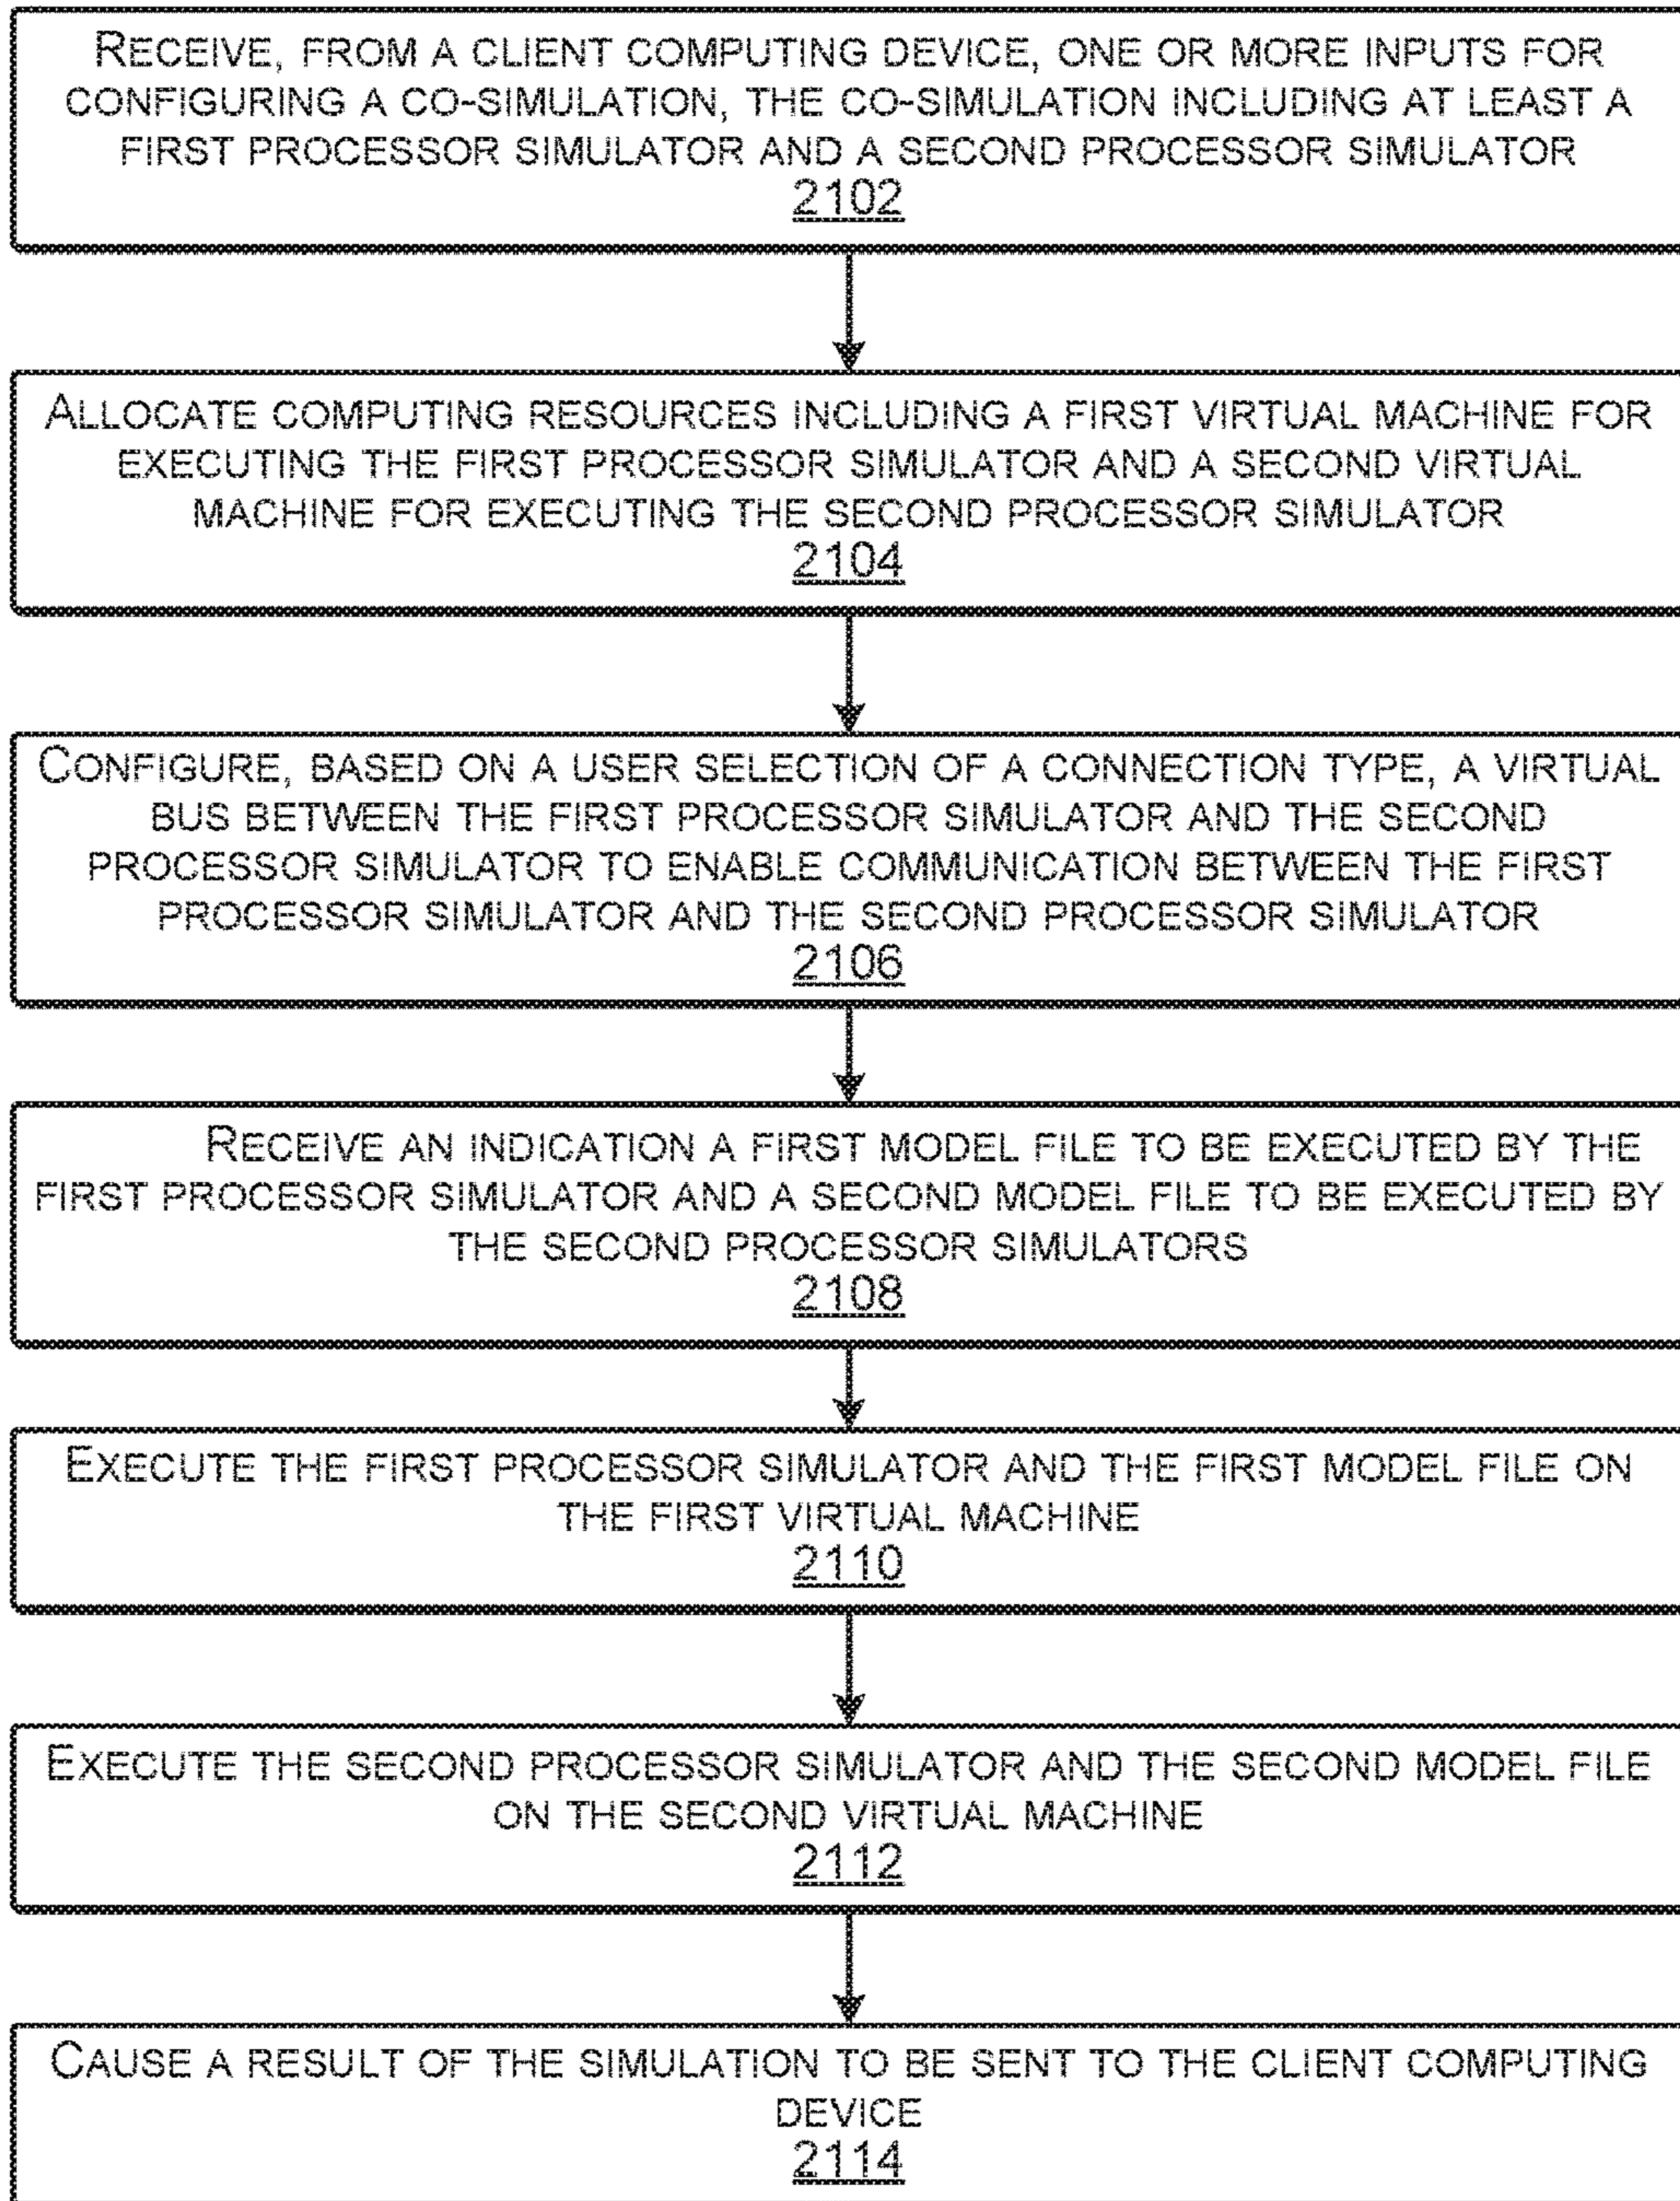 RECEIVE, FROM A CLIENT COMPUTING DEVICE, ONE OR MORE INPUTS FOR
CONFIGURING A CO-SIMULATION, THE CO-SIMULATION INCLUDING AT LEAST A
FIRST PROCESSOR SIMULATOR AND A SECOND PROCESSOR SIMULATOR
2102
ALLOCATE COMPUTING RESOURCES INCLUDING A FIRST VIRTUAL MACHINE FOR
EXECUTING THE FIRST PROCESSOR SIMULATOR AND A SECOND VIRTUAL
MACHINE FOR EXECUTING THE SECOND PROCESSOR SIMULATOR
2104
CONFIGURE, BASED ON A USER SELECTION OF A CONNECTION TYPE, A VIRTUAL
BUS BETWEEN THE FIRST PROCESSOR SIMULATOR AND THE SECOND
PROCESSOR SIMULATOR TO ENABLE COMMUNICATION BETWEEN THE FIRST
PROCESSOR SIMULATOR AND THE SECOND PROCESSOR SIMULATOR
2106
RECEIVE AN INDICATION A FIRST MODEL FILE TO BE EXECUTED BY THE
FIRST PROCESSOR SIMULATOR AND A SECOND MODEL FILE TO BE EXECUTED BY
THE SECOND PROCESSOR SIMULATORS
2108
EXECUTE THE FIRST PROCESSOR SIMULATOR AND THE FIRST MODEL FILE ON
THE FIRST VIRTUAL MACHINE
2110
EXECUTE THE SECOND PROCESSOR SIMULATOR AND THE SECOND MODEL FILE
ON THE SECOND VIRTUAL MACHINE
2112
CAUSE A RESULT OF THE SIMULATION TO BE SENT TO THE CLIENT COMPUTING
DEVICE
2114